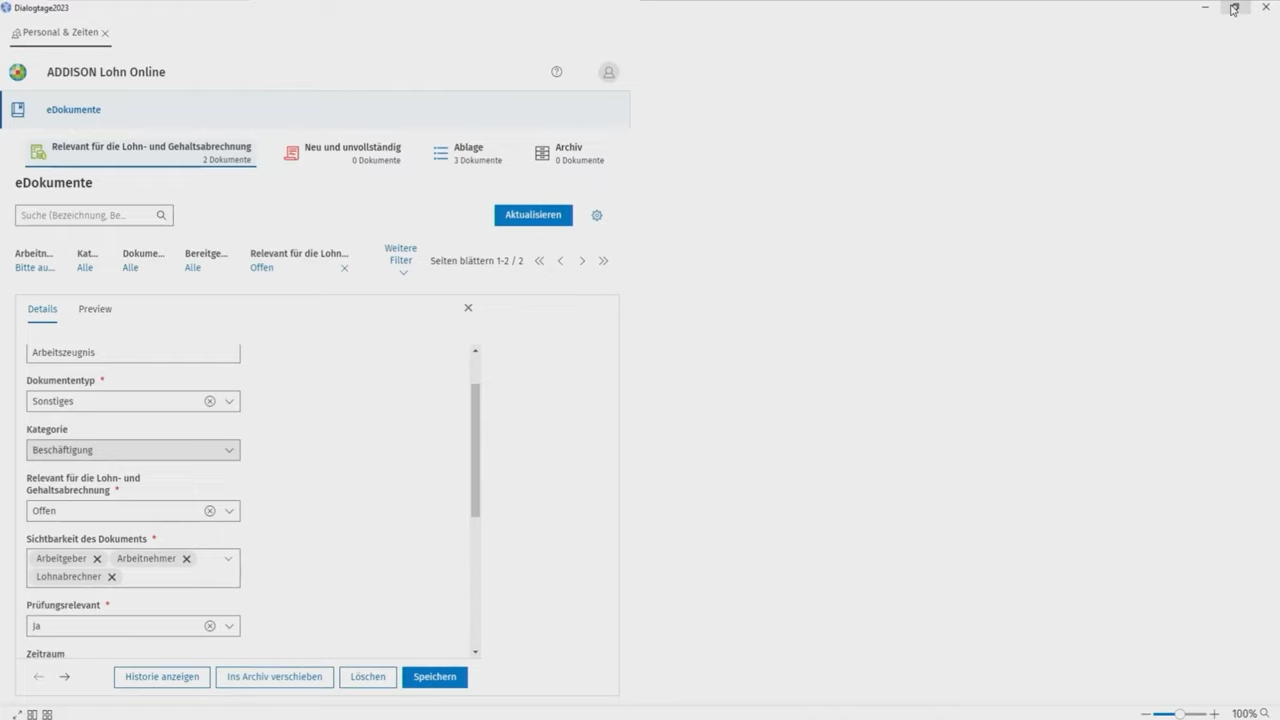 Dialogtage2023
Personal & Zeiten
ADDISON Lohn Online
eDokumente
Relevant für die Lohn- und Gehaltsabrechnung
2 Dokumente
Neu und unvollständig
0 Dokumente
Ablage
3 Dokumente
Archiv
0 Dokumente
eDokumente
Suche (Bezeichnung, Be...
Aktualisieren
Arbeitn...
Bitte au...
Kat...
Alle
Dokume...
Alle
Bereitge...
Alle
Relevant für die Lohn...
Offen
Weitere
Filter
Seiten blättern 1-2 / 2
Details
Preview
Arbeitszeugnis
Dokumententyp *
Sonstiges
Kategorie
Beschäftigung
Relevant für die Lohn- und
Gehaltsabrechnung *
Offen
Sichtbarkeit des Dokuments *
Arbeitgeber
Arbeitnehmer
Lohnabrechner
Prüfungsrelevant *
Ja
Zeitraum
Historie anzeigen
Ins Archiv verschieben
Löschen
Speichern
100%